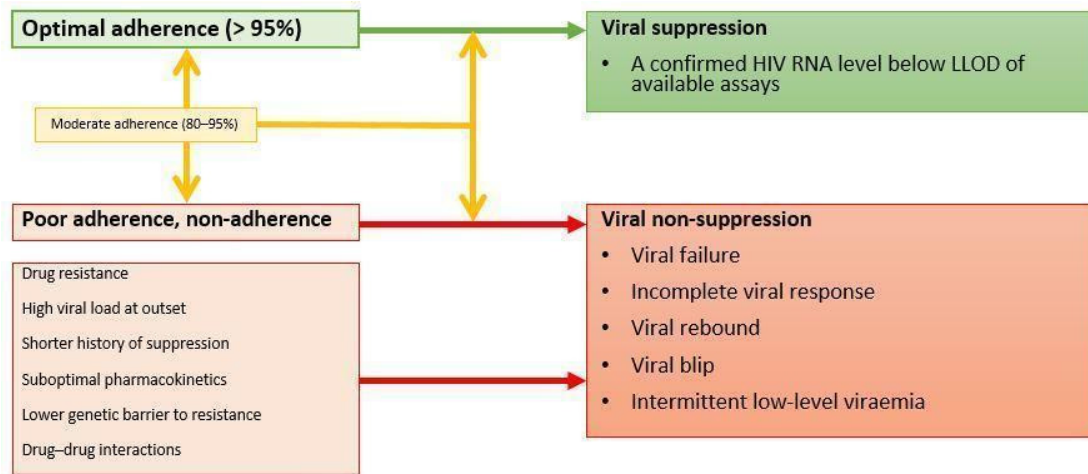 Optimal adherence (> 95%)
Viral suppression
• A confirmed HIV RNA level below LLOD of
available assays
Moderate adherence (80–95%)
Poor adherence, non-adherence
Viral non-suppression
• Viral failure
• Incomplete viral response
• Viral rebound
• Viral blip
• Intermittent low-level viraemia
Drug resistance
High viral load at outset
Shorter history of suppression
Suboptimal pharmacokinetics
Lower genetic barrier to resistance
Drug–drug interactions